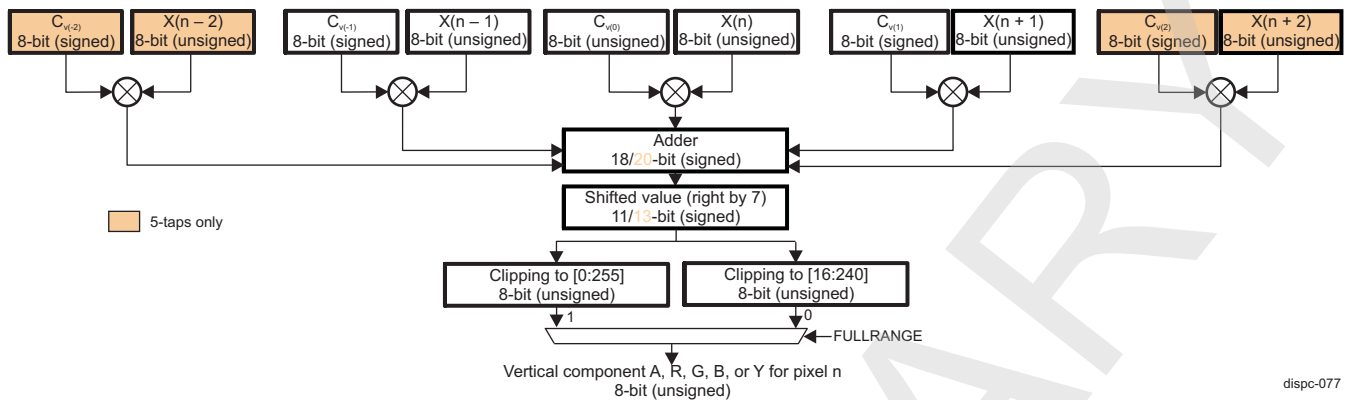 Cv(-2)
8-bit (signed)
X(n – 2)
8-bit (unsigned)
Cv(-1)
8-bit (signed)
X(n – 1)
8-bit (unsigned)
Cv(0)
8-bit (signed)
X(n)
8-bit (unsigned)
Cv(1)
8-bit (signed)
X(n + 1)
8-bit (unsigned)
Cv(2)
8-bit (signed)
X(n + 2)
8-bit (unsigned)
Adder
18/20-bit (signed)
Shifted value (right by 7)
11/13-bit (signed)
5-taps only
Clipping to [0:255]
8-bit (unsigned)
Clipping to [16:240]
8-bit (unsigned)
1
0
FULLRANGE
Vertical component A, R, G, B, or Y for pixel n
8-bit (unsigned)
dispc-077
ARY